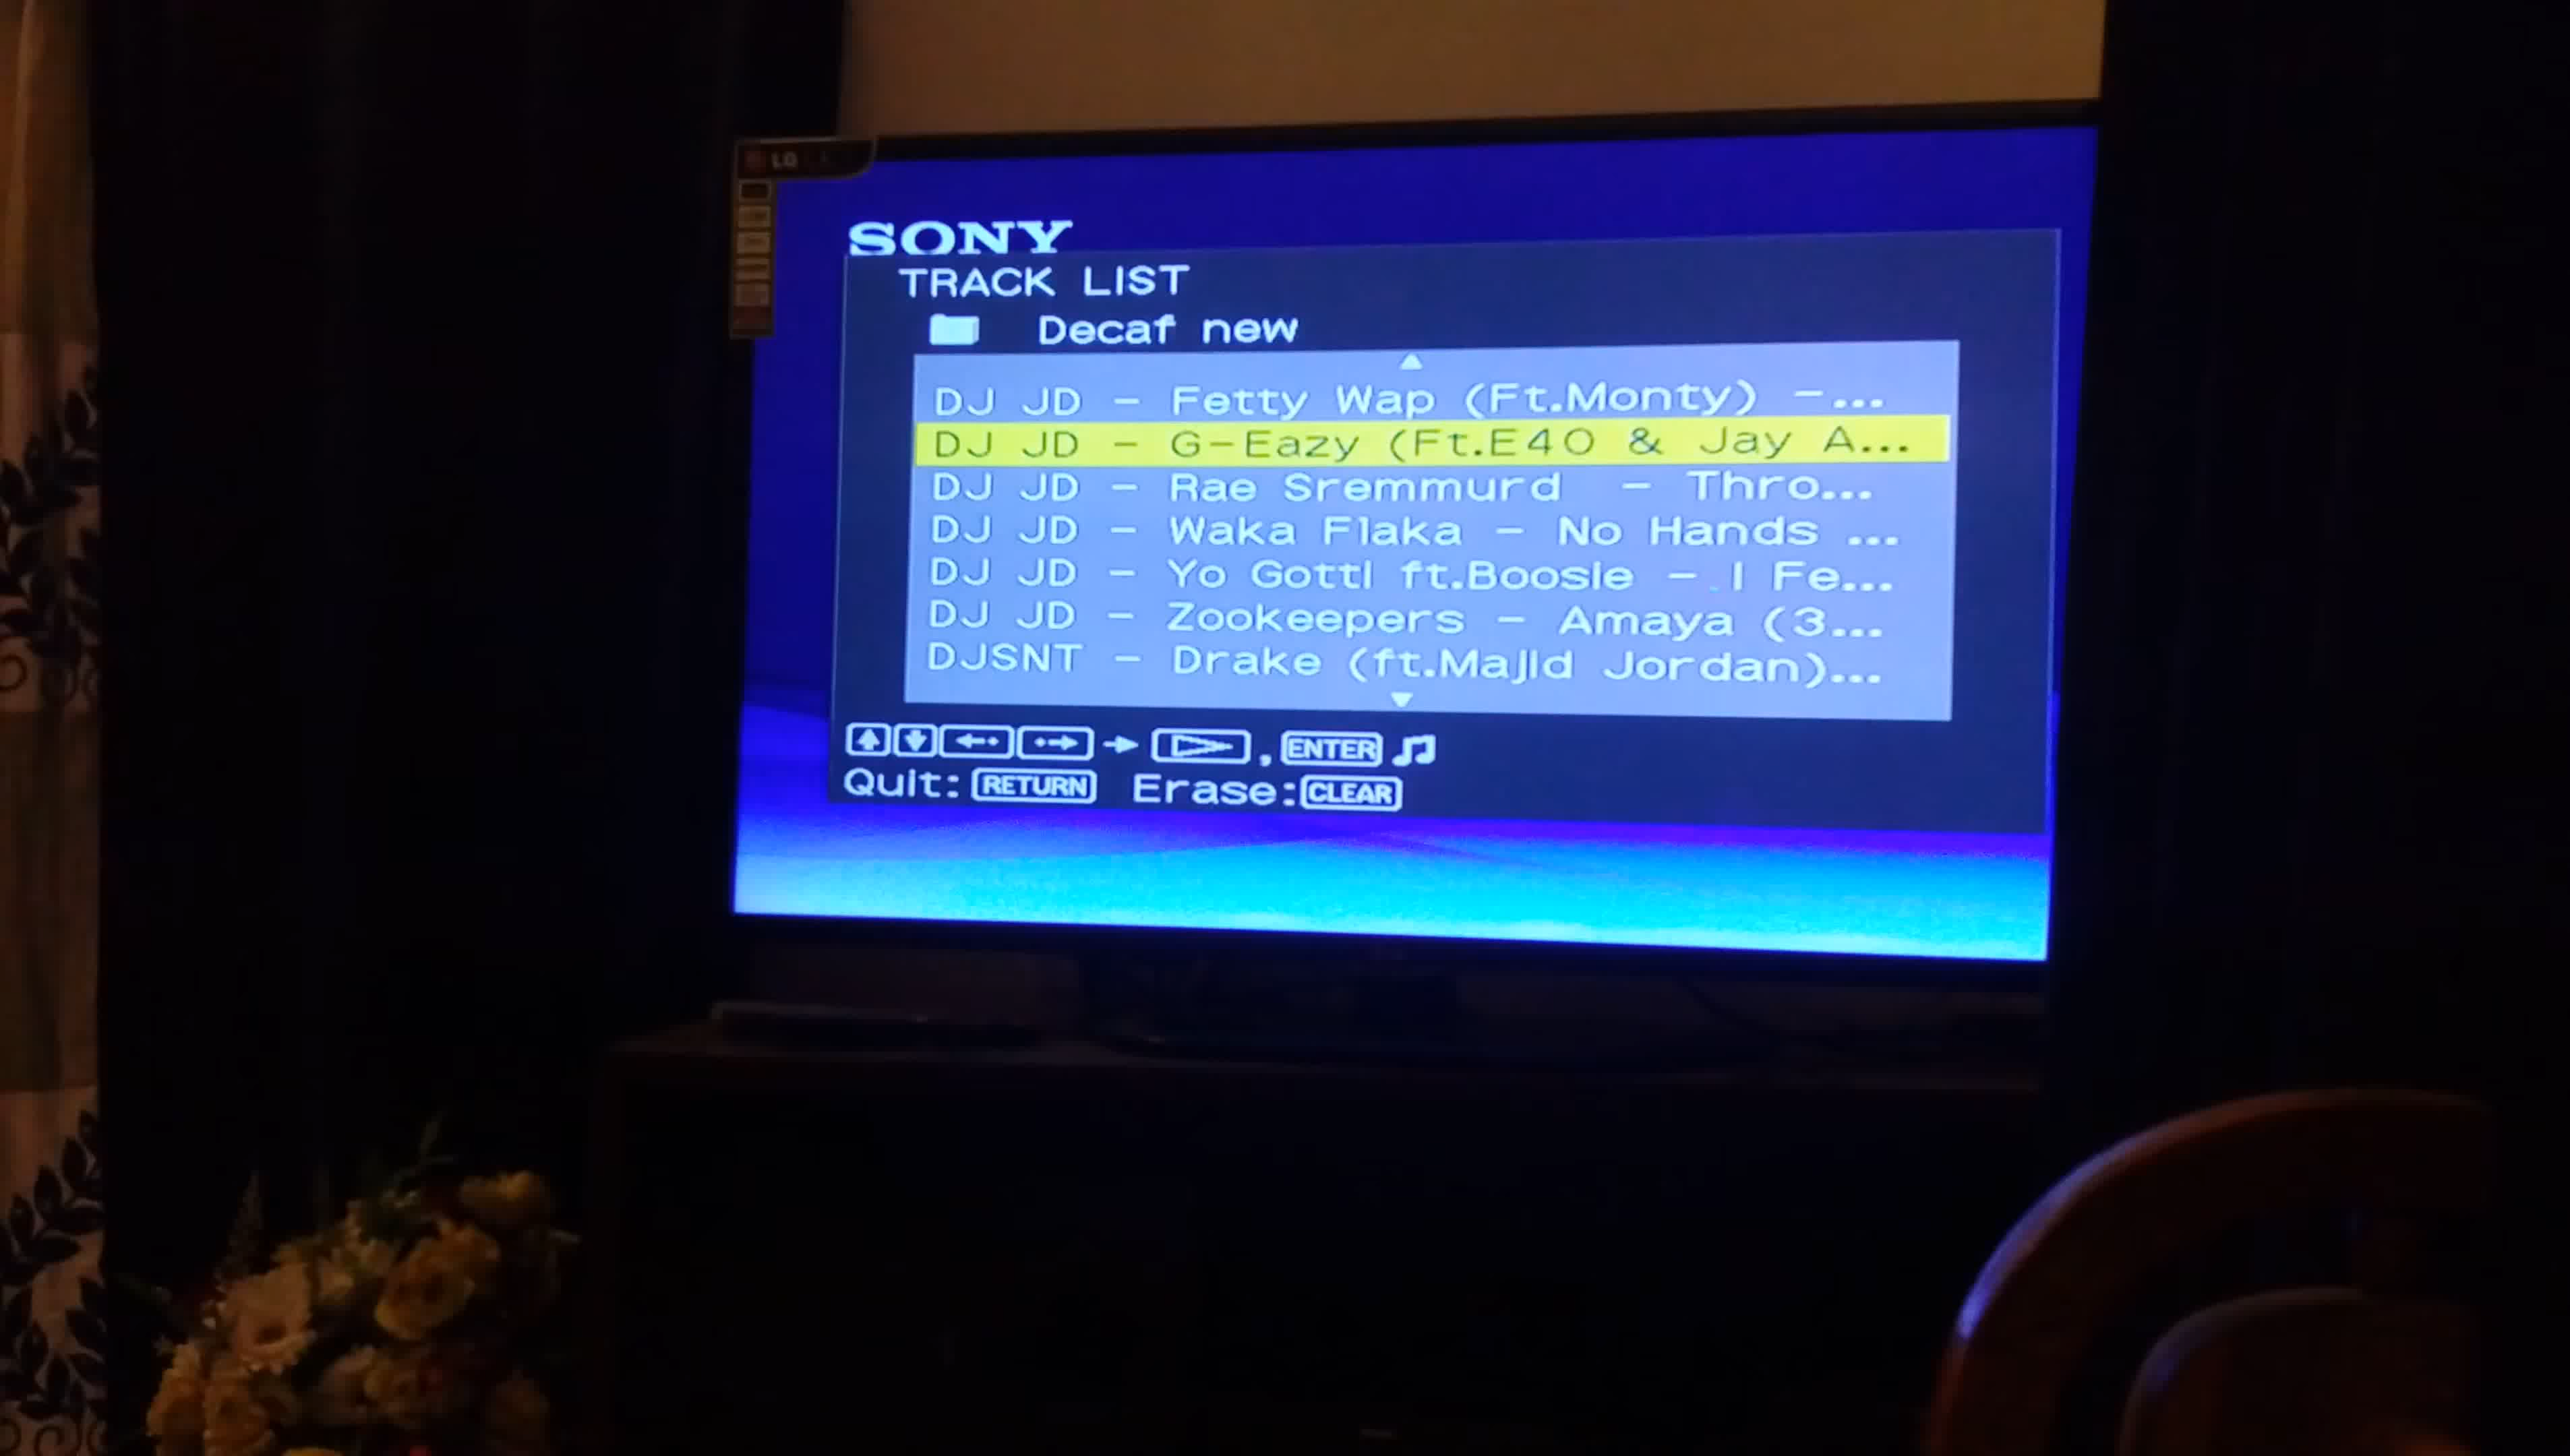 LG
SONY
TRACK LIST
Decaf new
DJ JD - Fetty Wap (Ft.Monty) -...
DJ JD - G-Eazy (Ft.E40 & Jay A...
DJ JD - Rae Sremmurd - Thro...
DJ JD - Waka Flaka - No Hands ...
DJ JD - Yo Gotti ft.Boosie - I Fe...
DJ JD - Zookeepers - Amaya (3...
DJSNT - Drake (ft.Majid Jordan)...
, ENTER
Quit: RETURN Erase: CLEAR